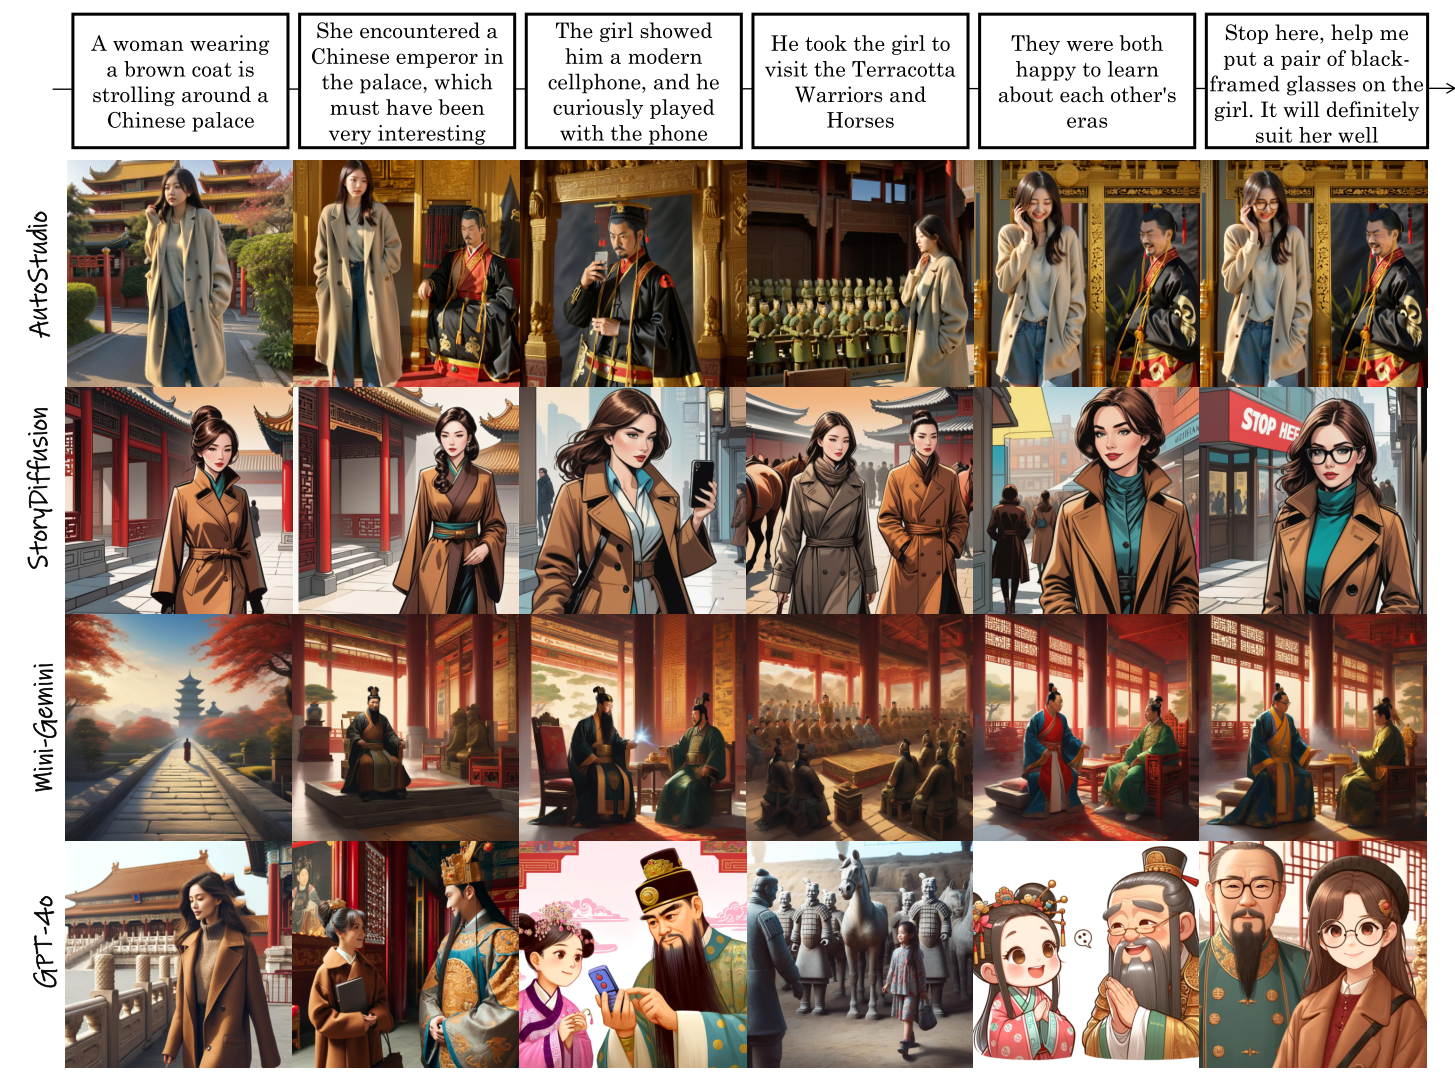 A woman wearing
a brown coat is
strolling around a
Chinese palace
She encountered a
Chinese emperor in
the palace, which
must have been
very interesting
The girl showed
him a modern
cellphone, and he
curiously played
with the phone
He took the girl to
visit the Terracotta
Warriors and
Horses
They were both
happy to learn
about each other's
eras
Stop here, help me
put a pair of black-
framed glasses on the
girl. It will definitely
suit her well
AutoStudio
StoryDiffusion
STOP HEF
Mini-Gemini
GPT-4o